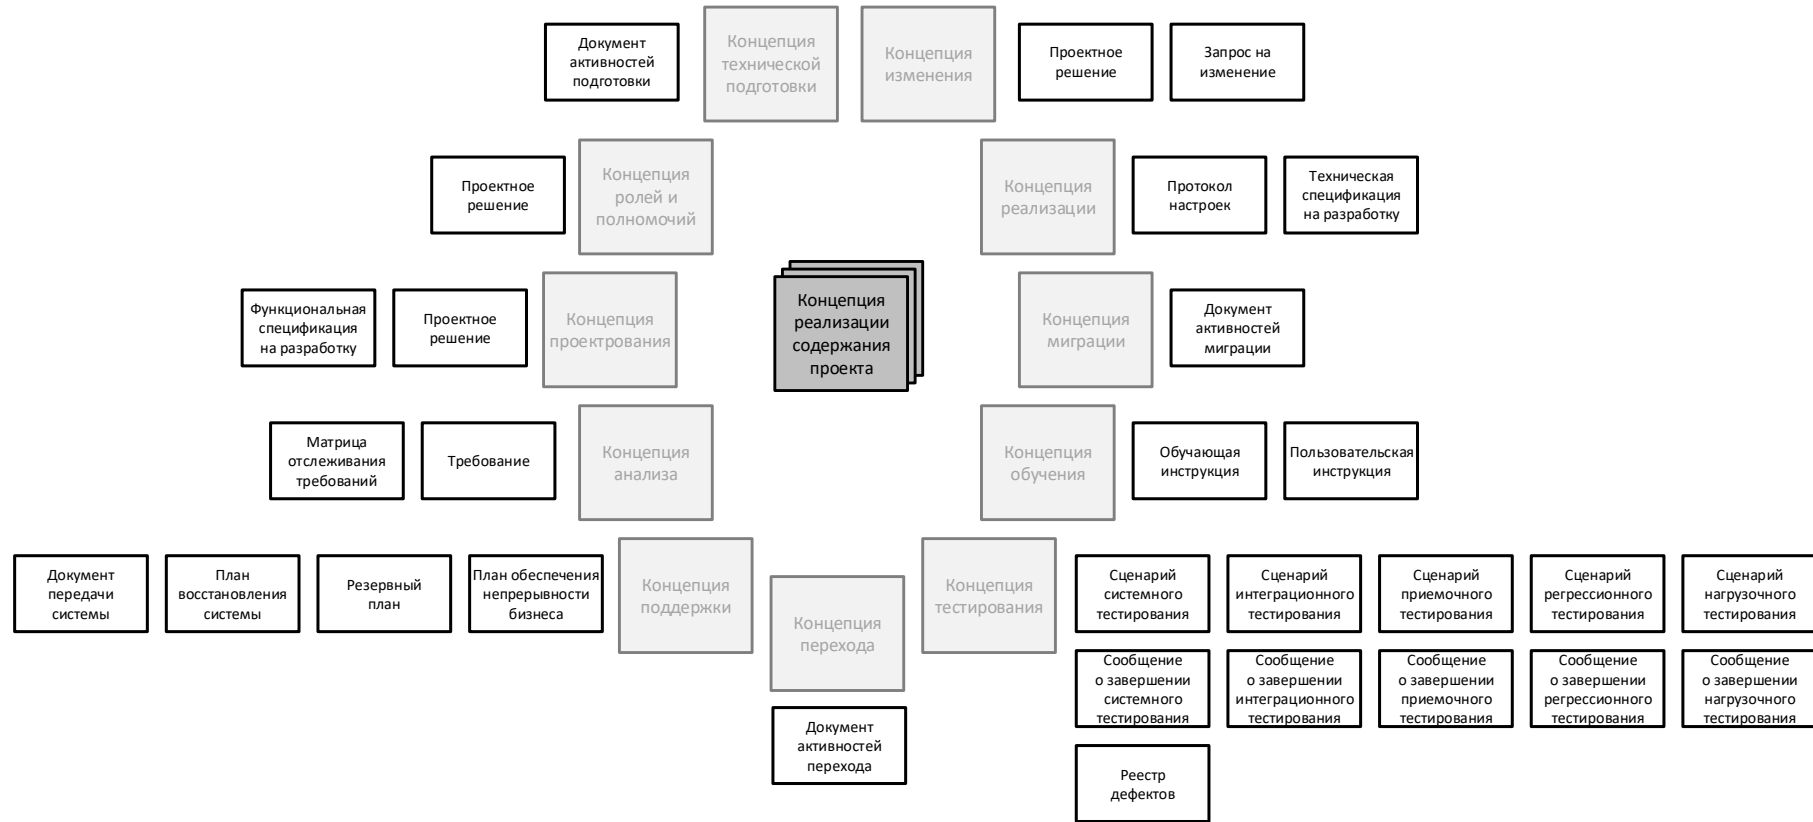 Документ
активностей
подготовки
Концепция
технической
подготовки
Концепция
изменения
Проектное
решение
Запрос на
изменение
Проектное
решение
Концепция
ролей и
полномочий
Концепция
реализации
Протокол
настроек
Техническая
спецификация
на разработку
Функциональная
спецификация
на разработку
Проектное
решение
Концепция
проектрования
Концепция
реализации
содержания
проекта
Концепция
миграции
Документ
активностей
миграции
Матрица
отслеживания
требований
Требование
Концепция
анализа
Концепция
обучения
Обучающая
инструкция
Пользовательская
инструкция
Документ
передачи
системы
План
восстановления
системы
Резервный
план
План обеспечения
непрерывности
бизнеса
Концепция
поддержки
Концепция
перехода
Концепция
тестирования
Сценарий
системного
тестирования
Сценарий
интеграционного
тестирования
Сценарий
приемочного
тестирования
Сценарий
регрессионного
тестирования
Сценарий
нагрузочного
тестирования
Сообщение
о завершении
системного
тестирования
Сообщение
о завершении
интеграционного
тестирования
Сообщение
о завершении
приемочного
тестирования
Сообщение
о завершении
регрессионного
тестирования
Сообщение
о завершении
нагрузочного
тестирования
Документ
активностей
перехода
Реестр
дефектов